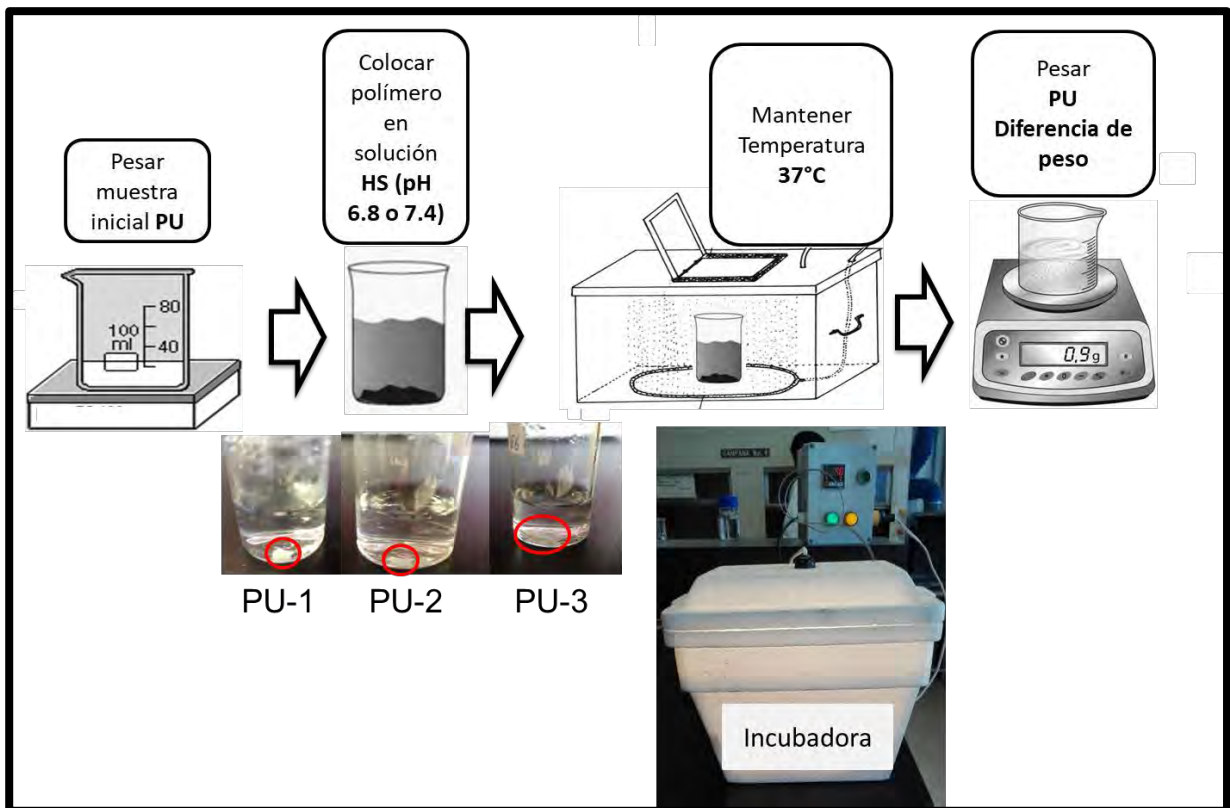 Pesar
muestra
inicial PU
Colocar
polímero
en
solución
HS (pH
6.8 o 7.4)
Mantener
Temperatura
37°C
Pesar
PU
Diferencia de
peso
80
100
ml
40
0,9g
PU-1
PU-2
PU-3
Incubadora